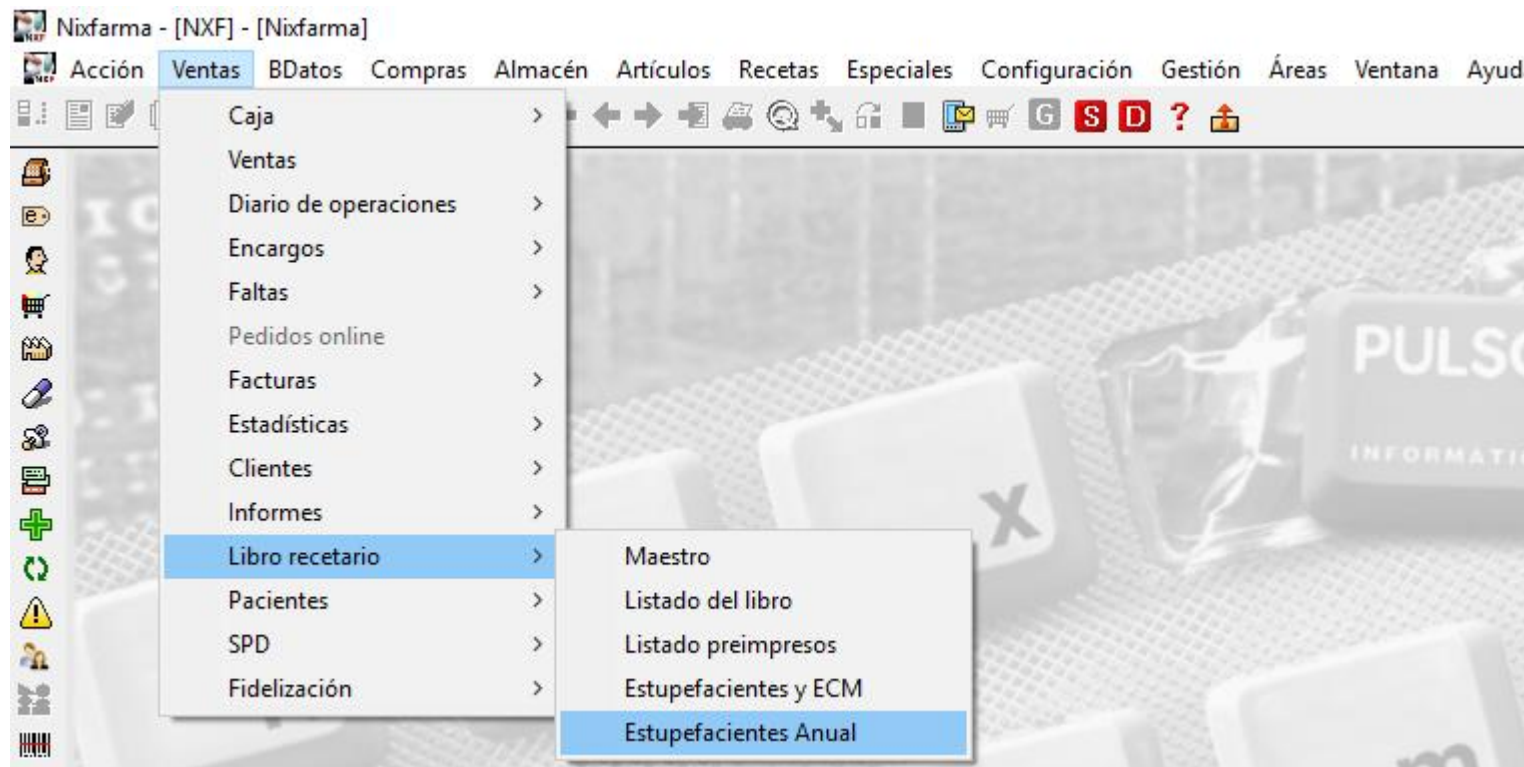 Nixfarma - [NXF] - [Nixfarma]
Acción Ventas BDatos Compras Almacén Artículos Recetas Especiales Configuración Gestión Áreas Ventana Ayud
G S D ?
Caja
Ventas
Diario de operaciones
Encargos
Faltas
Pedidos online
Facturas
Estadísticas
Clientes
Informes
Libro recetario
Pacientes
SPD
Fidelización
Maestro
Listado del libro
Listado preimpresos
Estupefacientes y ECM
Estupefacientes Anual
PULSO
INFORMATI
x
m